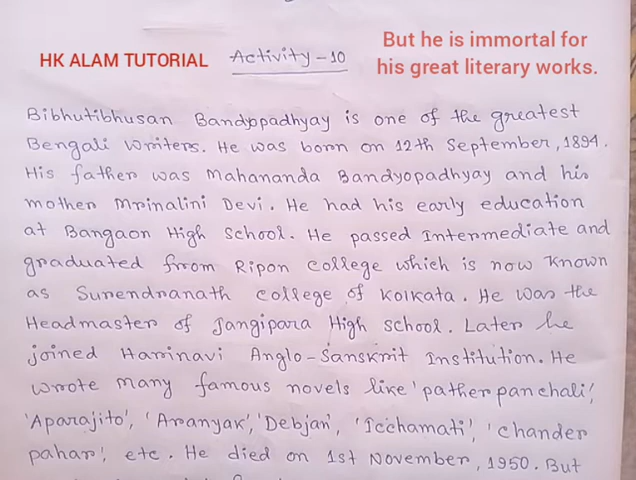 HK ALAM TUTORIAL
Activity-10
But he is immortal for
his great literary works.
Bibhutibhusan Bandyopadhyay is one of the greatest
Bengali writers. He was born on 12th September, 1894.
His father was Mahananda Bandyopadhyay and his
mother Mrinalini Devi. He had his early education
at Bangaon High School. He passed Intermediate and
graduated from Ripon College which is now known
as Surendranath college of Kolkata. He was the
Headmaster of Jangipara High school. Later he
joined Harinavi Anglo-Sanskrit Institution. He
wrote many famous novels like 'patherpanchali',
'Aparajito', 'Aranyak', 'Debjan', 'Icchamati', 'chander
pahar', etc. He died on 1st November, 1950. But